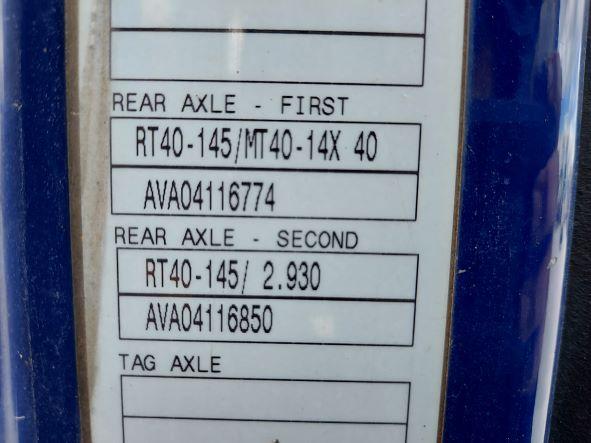 REAR AXLE - FIRST
RT40-145/MT40-14X 40
AVA04116774
REAR AXLE - SECOND
RT40-145/ 2.930
AVA04116850
TAG AXLE